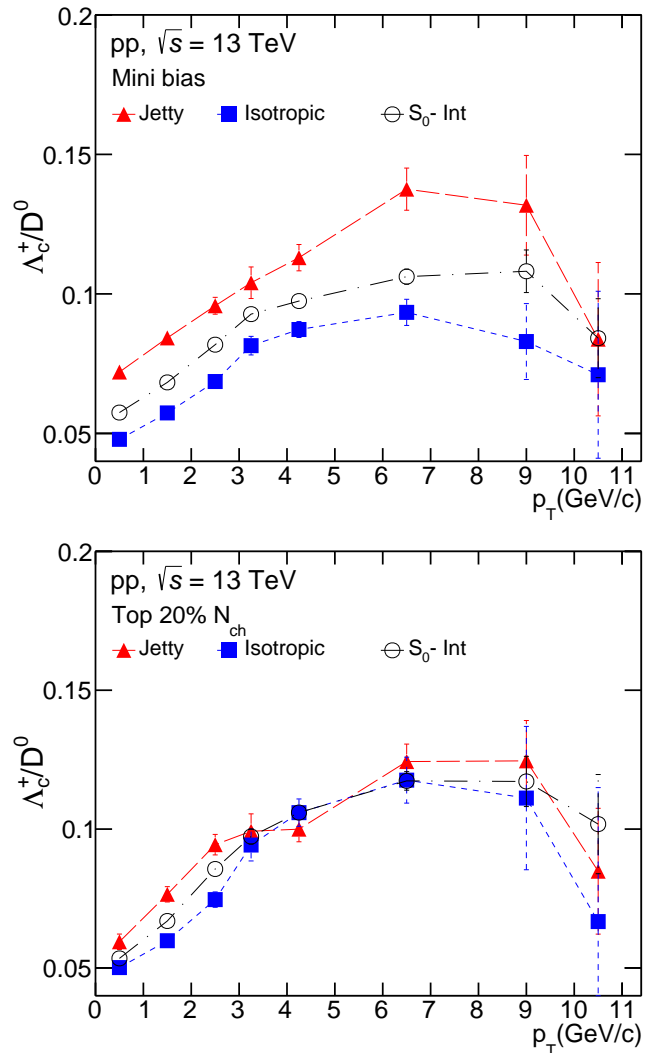 0.2
pp, √s = 13 TeV
Mini bias
Jetty Isotropic S₀- Int
0.15
Λc⁺/D⁰
0.1
0.05
0 1 2 3 4 5 6 7 8 9 10 11
p_T(GeV/c)
0.2
pp, √s = 13 TeV
Top 20% N_ch
Jetty Isotropic S₀- Int
0.15
Λc⁺/D⁰
0.1
0.05
0 1 2 3 4 5 6 7 8 9 10 11
p_T(GeV/c)